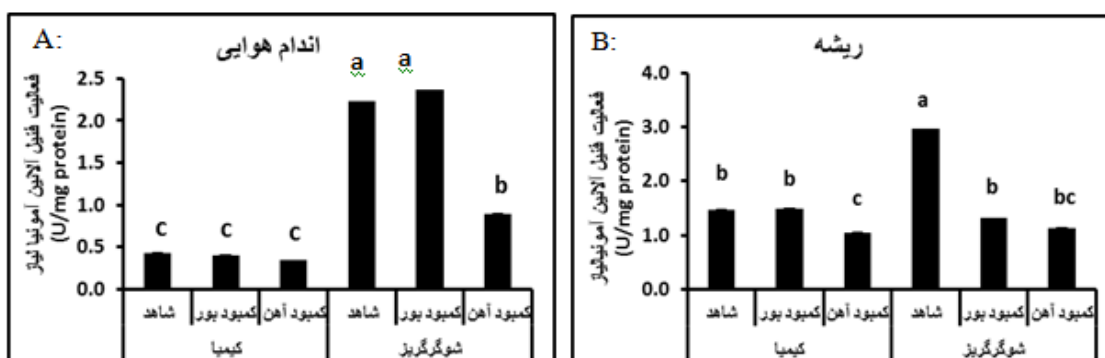 A:
اندام هوایی
فعالیت فنیل آلانین آمونیا لیاز
(U/mg protein)
2.5
2.0
1.5
1.0
0.5
0.0
c
c
c
a
a
b
شاهد
کمبود بور
کمبود آهن
شاهد
کمبود بور
کمبود آهن
کیمیا
شوگرگریز
B:
ریشه
فعالیت فنیل آلانین آمونیالیاز
(U/mg protein)
4.0
3.0
2.0
1.0
0.0
b
b
c
a
b
bc
شاهد
کمبود بور
کمبود آهن
شاهد
کمبود بور
کمبود آهن
کیمیا
شوگرگریز